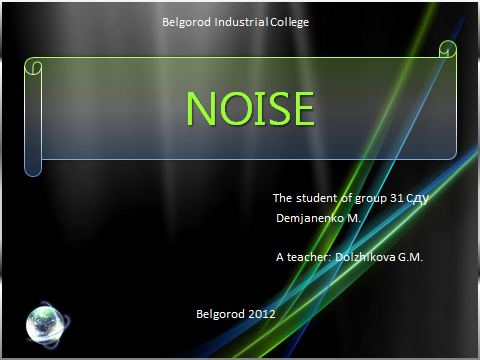 Belgorod Industrial College
NOISE
The student of group 31 Сду
Demjanenko M.
A teacher: Dolzhikova G.M.
Belgorod 2012